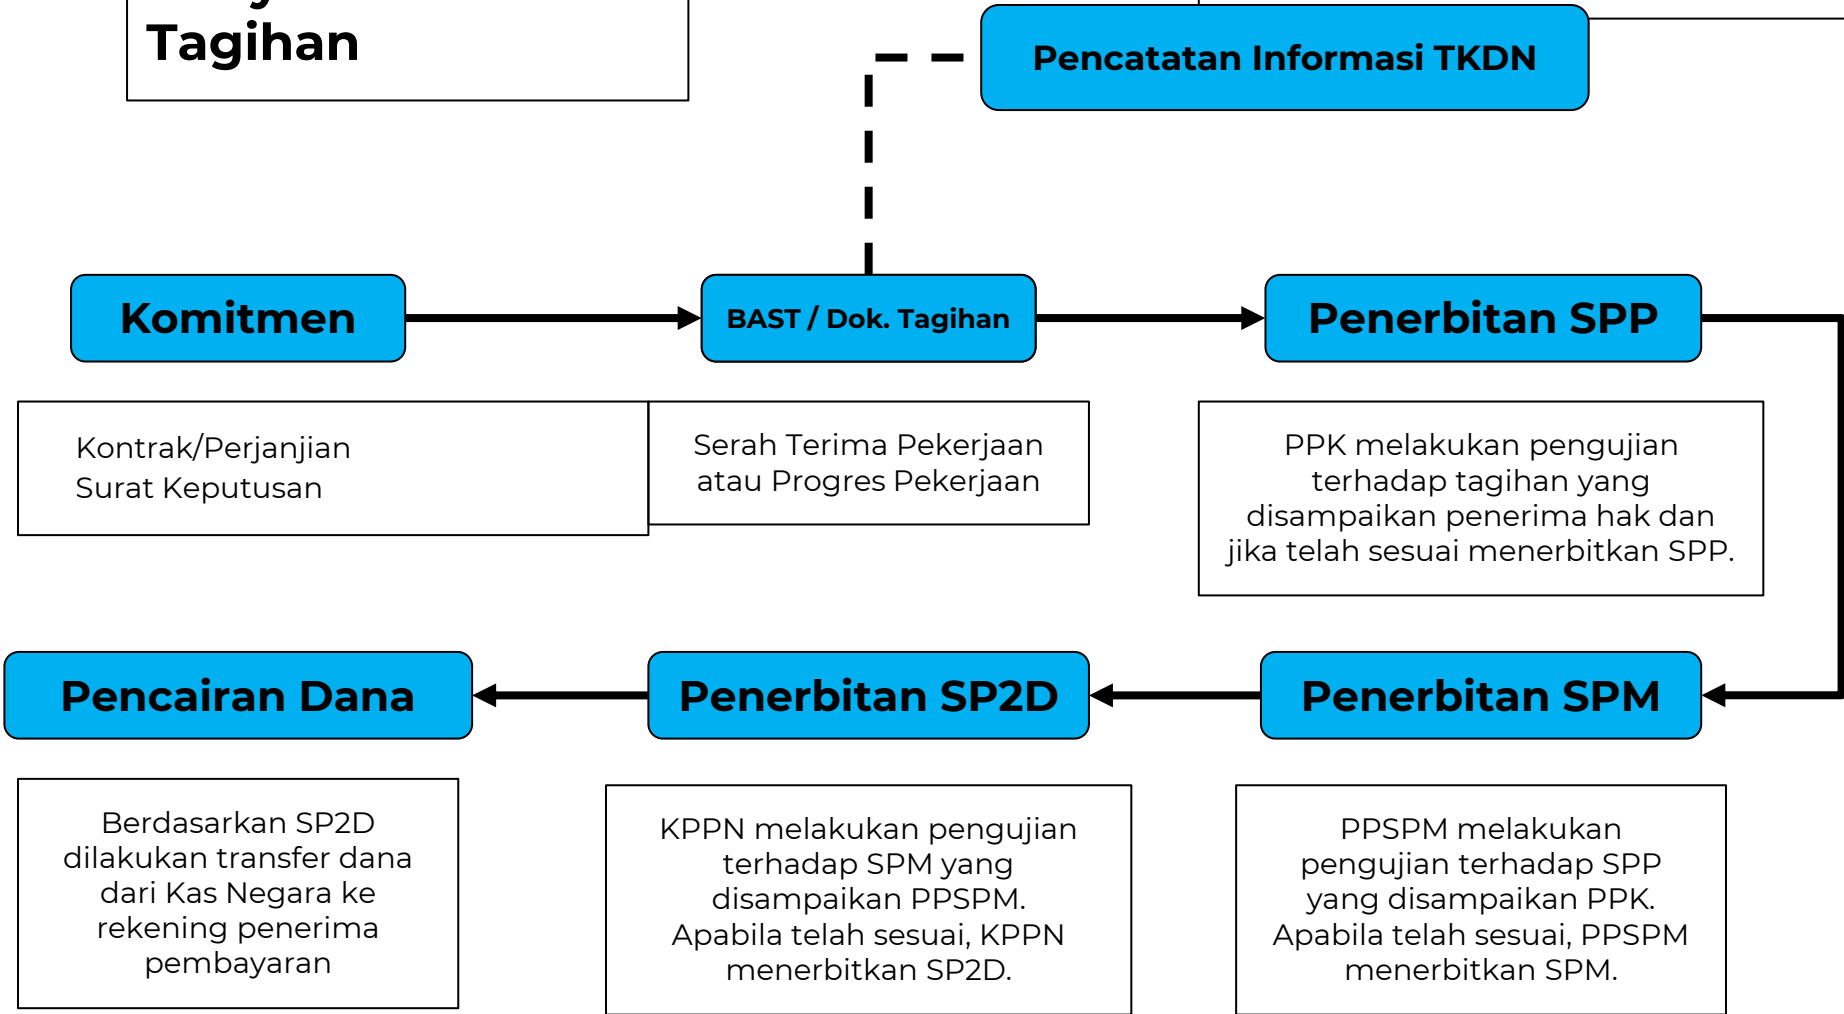 Tagihan
Pencatatan Informasi TKDN
Komitmen
BAST / Dok. Tagihan
Penerbitan SPP
Kontrak/Perjanjian
Surat Keputusan
Serah Terima Pekerjaan
atau Progres Pekerjaan
PPK melakukan pengujian
terhadap tagihan yang
disampaikan penerima hak dan
jika telah sesuai menerbitkan SPP.
Pencairan Dana
Penerbitan SP2D
Penerbitan SPM
Berdasarkan SP2D
dilakukan transfer dana
dari Kas Negara ke
rekening penerima
pembayaran
KPPN melakukan pengujian
terhadap SPM yang
disampaikan PPSPM.
Apabila telah sesuai, KPPN
menerbitkan SP2D.
PPSPM melakukan
pengujian terhadap SPP
yang disampaikan PPK.
Apabila telah sesuai, PPSPM
menerbitkan SPM.